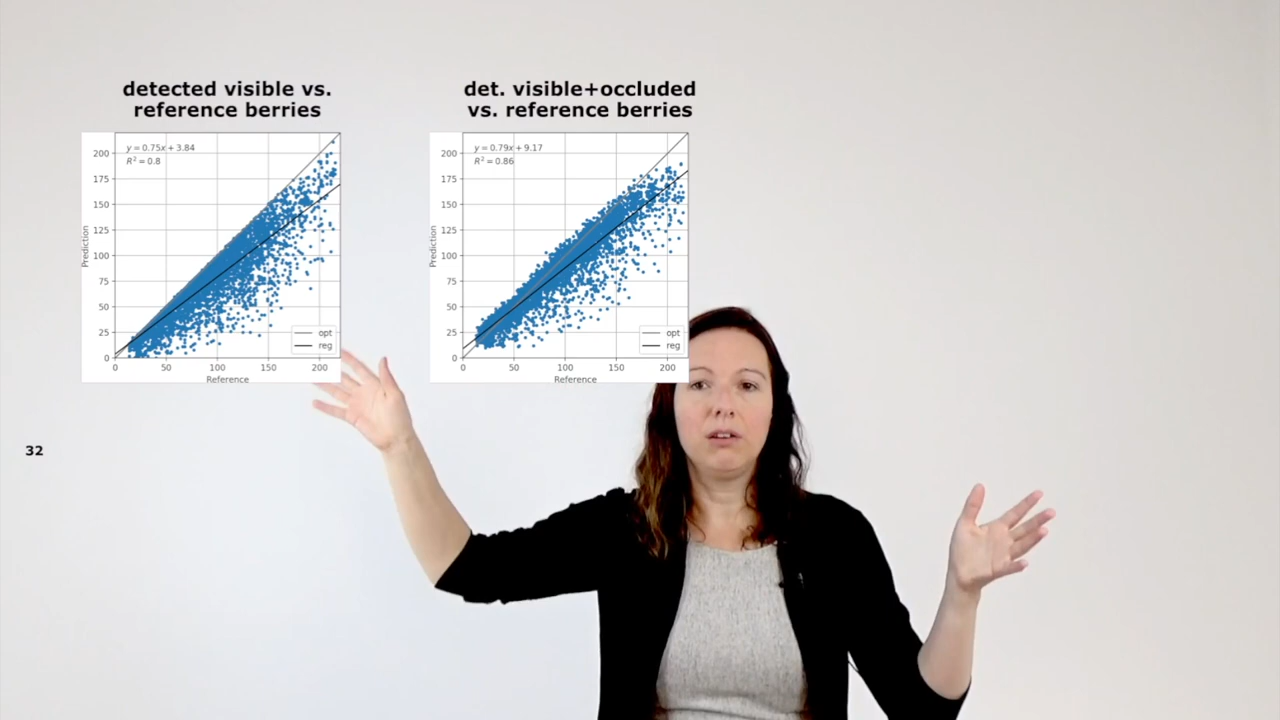 detected visible vs.
reference berries
y = 0.75x + 3.84
R² = 0.8
200
175
150
125
100
75
50
25
0
Prediction
opt
reg
0 50 100 150 200
Reference
det. visible+occluded
vs. reference berries
y = 0.79x + 9.17
R² = 0.86
200
175
150
125
100
75
50
25
0
Prediction
opt
reg
0 50 100 150 200
Reference
32